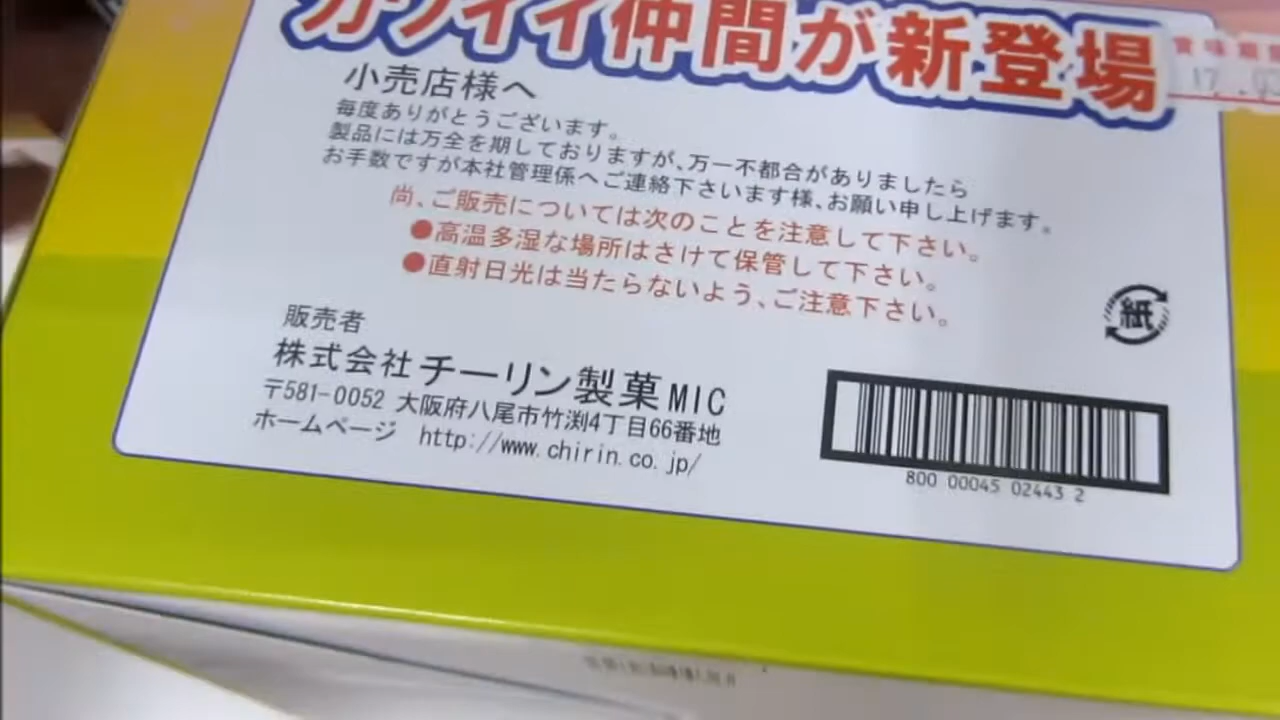 カワイイ仲間が新登場
小売店様へ
毎度ありがとうございます。
製品には万全を期しておりますが、万一不都合がありましたら
お手数ですが本社管理係へご連絡下さいます様、お願い申し上げます。
尚、ご販売については次のことを注意して下さい。
●高温多湿な場所はさけて保管して下さい。
●直射日光は当たらないよう、ご注意下さい。
紙
販売者
株式会社チーリン製菓MIC
〒581-0052 大阪府八尾市竹渕4丁目66番地
ホームページ http://www.chirin.co.jp/
800 00045 02443 2
賞味期
17